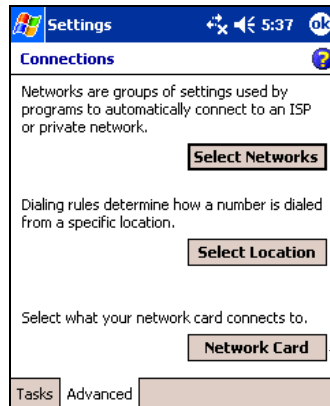 Settings 5:37 ok
Connections ?
Networks are groups of settings used by
programs to automatically connect to an ISP
or private network.
Select Networks
Dialing rules determine how a number is dialed
from a specific location.
Select Location
Select what your network card connects to.
Network Card
Tasks Advanced